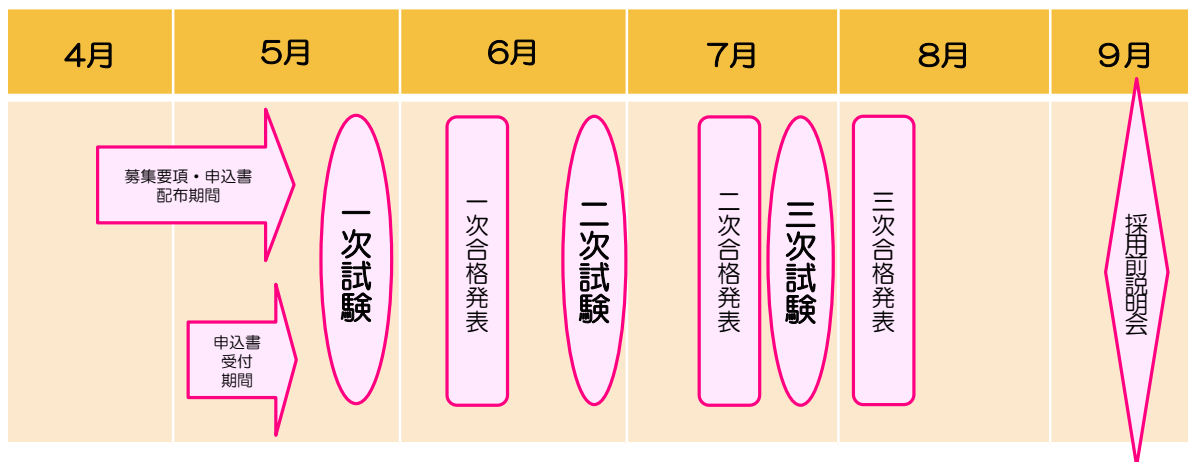 4月 5月 6月 7月 8月 9月
募集要項・申込書
配布期間
申込書
受付
期間
一次試験
一次合格発表
二次試験
二次合格発表
三次試験
三次合格発表
採用前説明会